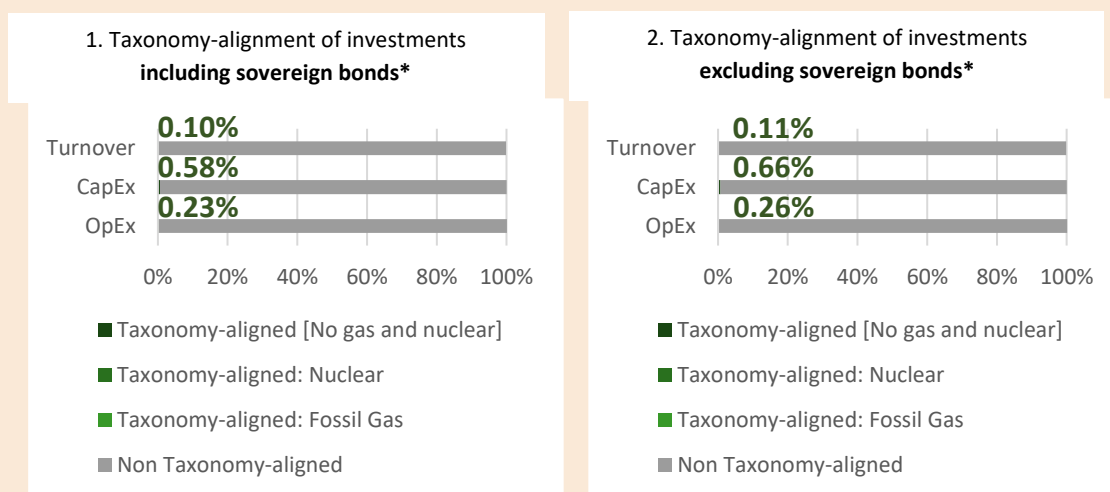 1. Taxonomy-alignment of investments
including sovereign bonds*
0.10%
Turnover
0.58%
CapEx
0.23%
OpEx
0% 20% 40% 60% 80% 100%
Taxonomy-aligned [No gas and nuclear]
Taxonomy-aligned: Nuclear
Taxonomy-aligned: Fossil Gas
Non Taxonomy-aligned
2. Taxonomy-alignment of investments
excluding sovereign bonds*
0.11%
Turnover
0.66%
CapEx
0.26%
OpEx
0% 20% 40% 60% 80% 100%
Taxonomy-aligned [No gas and nuclear]
Taxonomy-aligned: Nuclear
Taxonomy-aligned: Fossil Gas
Non Taxonomy-aligned